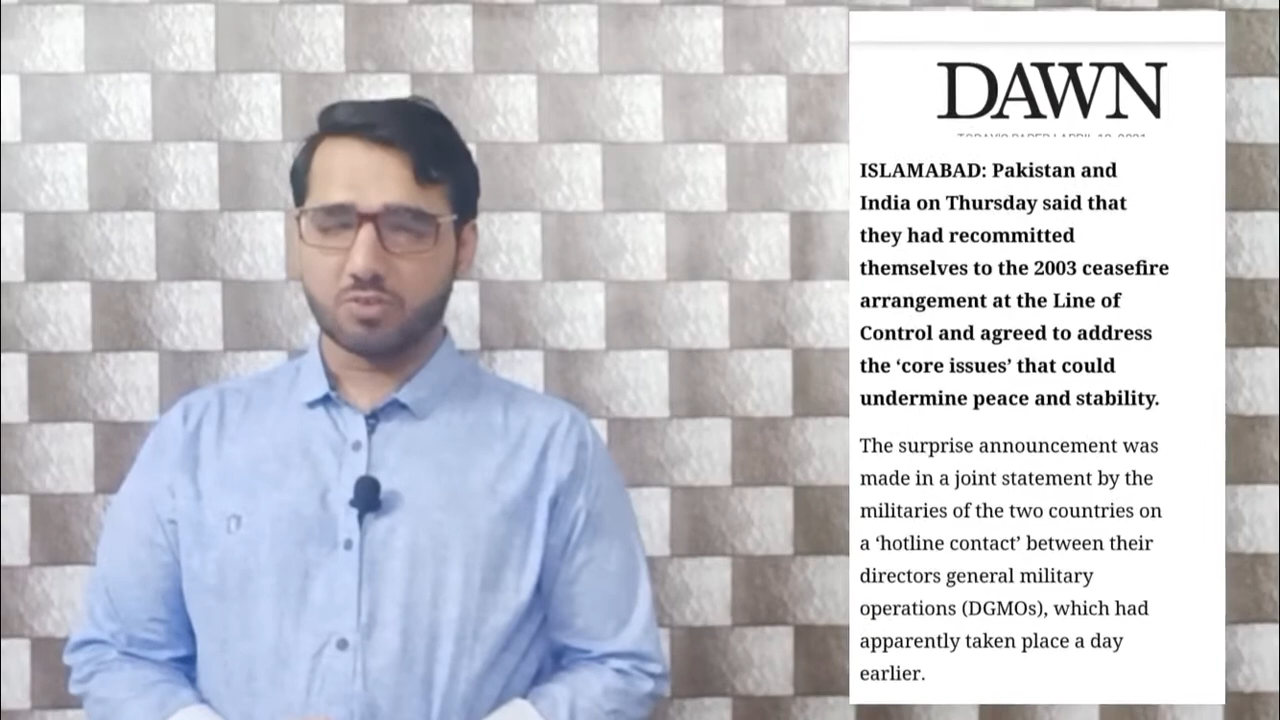 DAWN
ISLAMABAD: Pakistan and
India on Thursday said that
they had recommitted
themselves to the 2003 ceasefire
arrangement at the Line of
Control and agreed to address
the ‘core issues’ that could
undermine peace and stability.
The surprise announcement was
made in a joint statement by the
militaries of the two countries on
a ‘hotline contact’ between their
directors general military
operations (DGMOs), which had
apparently taken place a day
earlier.